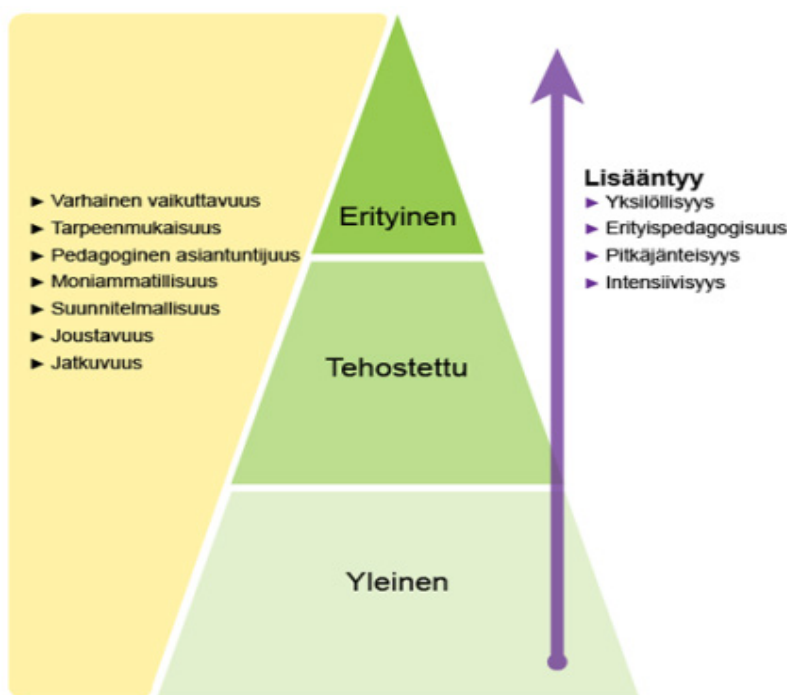 ► Varhainen vaikuttavuus
► Tarpeenmukaisuus
► Pedagoginen asiantuntijuus
► Moniammatillisuus
► Suunnitelmallisuus
► Joustavuus
► Jatkuvuus
Erityinen
Tehostettu
Yleinen
Lisääntyy
► Yksilöllisyys
► Erityispedagogisuus
► Pitkäjänteisyys
► Intensiivisyys